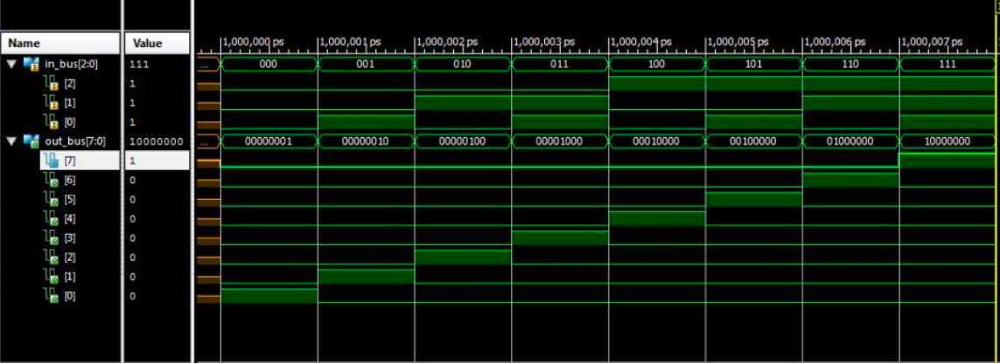 1,000,000 ps 1,000,001 ps 1,000,002 ps 1,000,003 ps 1,000,004 ps 1,000,005 ps 1,000,006 ps 1,000,007 ps
Name Value
in_bus[2:0] 111 ... 000 001 010 011 100 101 110 111
[2] 1
[1] 1
[0] 1
out_bus[7:0] 10000000 ... 00000001 00000010 00000100 00001000 00010000 00100000 01000000 10000000
[7] 1
[6] 0
[5] 0
[4] 0
[3] 0
[2] 0
[1] 0
[0] 0